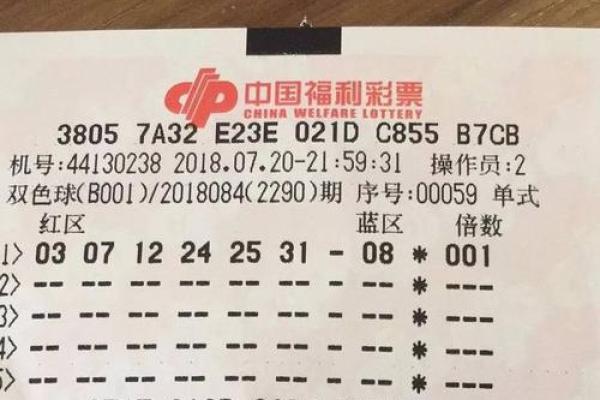 中国福利彩票
CHINA WELFARE LOTTERY
3805 7A32 E23E 021D C855 B7CB
机号:44130238 2018.07.20-21:59:31 操作员:2
双色球(B001)/2018084(2290)期 序号:00059 单式
红区 蓝区 倍数
1> 03 07 12 24 25 31 - 08 * 001
2> -- -- -- -- -- -- - -- * ---
3> -- -- -- -- -- -- - -- * ---
4> -- -- -- -- -- -- - -- * ---
5> -- -- -- -- -- -- - -- * ---